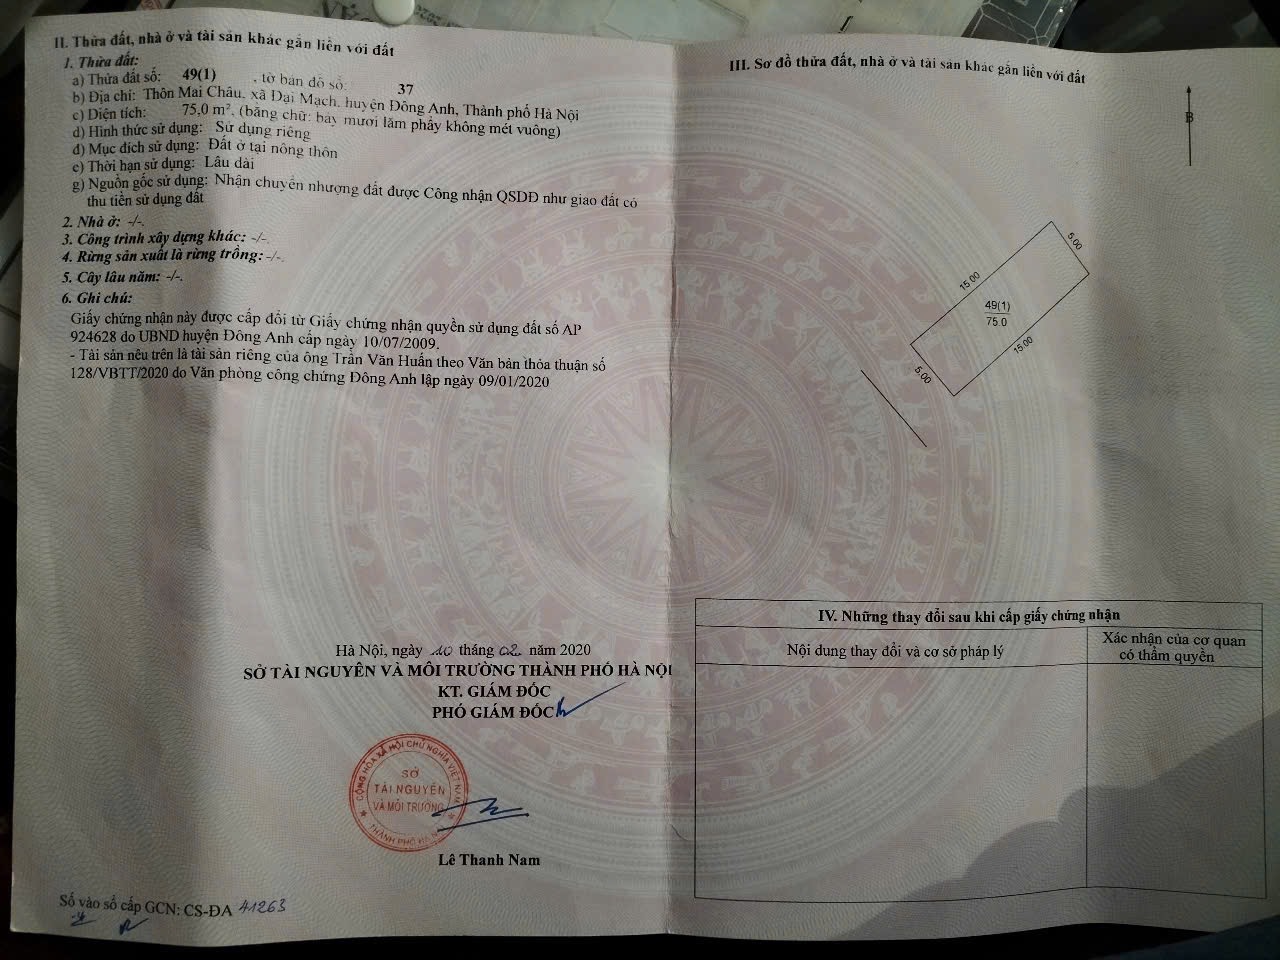 II. Thửa đất, nhà ở và tài sản khác gắn liền với đất
1. Thửa đất:
a) Thửa đất số: 49(1) , tờ bản đồ số: 37
b) Địa chỉ: Thôn Mai Châu, xã Đại Mạch, huyện Đông Anh, Thành phố Hà Nội
c) Diện tích: 75,0 m², (bằng chữ: bảy mươi lăm phẩy không mét vuông)
d) Hình thức sử dụng: Sử dụng riêng
đ) Mục đích sử dụng: Đất ở tại nông thôn
e) Thời hạn sử dụng: Lâu dài
g) Nguồn gốc sử dụng: Nhận chuyển nhượng đất được Công nhận QSDĐ như giao đất có
thu tiền sử dụng đất
2. Nhà ở: -/-.
3. Công trình xây dựng khác: -/-.
4. Rừng sản xuất là rừng trồng: -/-.
5. Cây lâu năm: -/-.
6. Ghi chú:
Giấy chứng nhận này được cấp đổi từ Giấy chứng nhận quyền sử dụng đất số AP
924628 do UBND huyện Đông Anh cấp ngày 10/07/2009.
- Tài sản nêu trên là tài sản riêng của ông Trần Văn Huấn theo Văn bản thỏa thuận số
128/VBTT/2020 do Văn phòng công chứng Đông Anh lập ngày 09/01/2020
Hà Nội, ngày 10 tháng 02 năm 2020
SỞ TÀI NGUYÊN VÀ MÔI TRƯỜNG THÀNH PHỐ HÀ NỘI
KT. GIÁM ĐỐC
PHÓ GIÁM ĐỐC
CỘNG HÒA XÃ HỘI CHỦ NGHĨA VIỆT NAM
SỞ
TÀI NGUYÊN
VÀ MÔI TRƯỜNG
THÀNH PHỐ HÀ NỘI
Lê Thanh Nam
Số vào sổ cấp GCN: CS-ĐA 41263
III. Sơ đồ thửa đất, nhà ở và tài sản khác gắn liền với đất
B
5.00
15.00
49(1)
75.0
15.00
5.00
IV. Những thay đổi sau khi cấp giấy chứng nhận
Nội dung thay đổi và cơ sở pháp lý
Xác nhận của cơ quan
có thẩm quyền